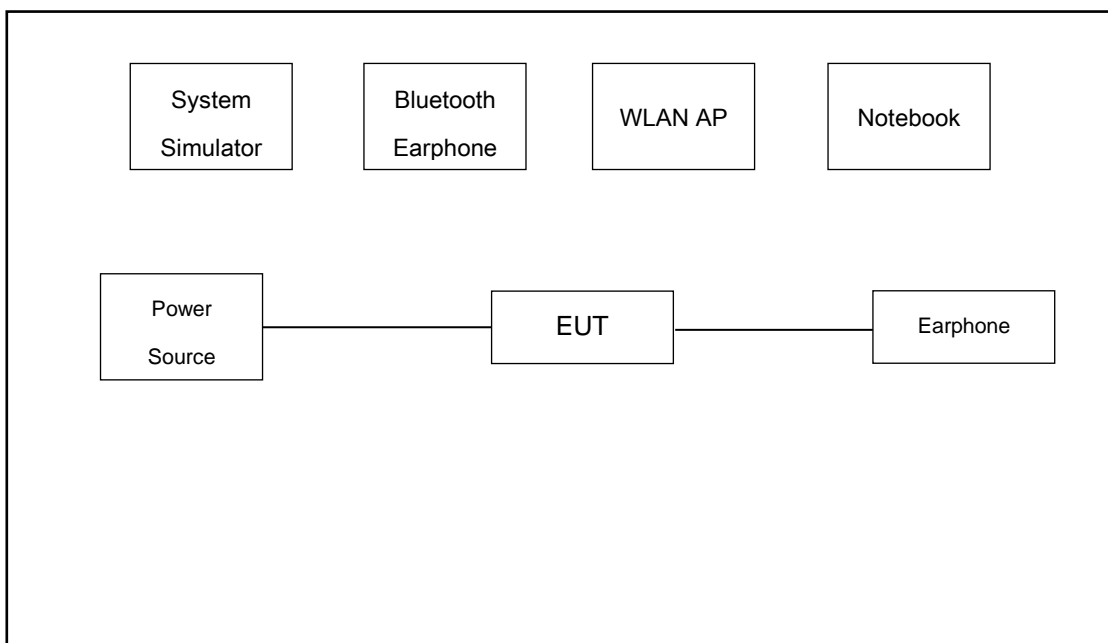 System
Simulator
Bluetooth
Earphone
WLAN AP
Notebook
Power
Source
EUT
Earphone